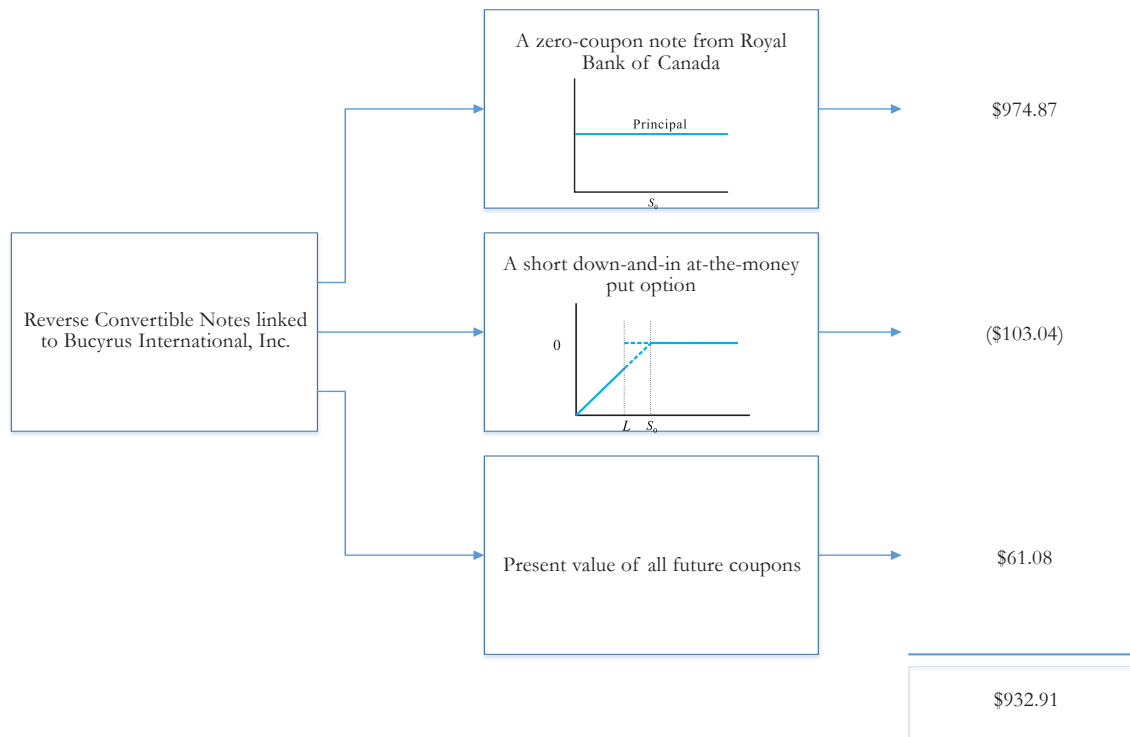 A zero-coupon note from Royal
Bank of Canada
Principal
S₀
$974.87
Reverse Convertible Notes linked
to Bucyrus International, Inc.
A short down-and-in at-the-money
put option
0
L S₀
($103.04)
Present value of all future coupons
$61.08
$932.91